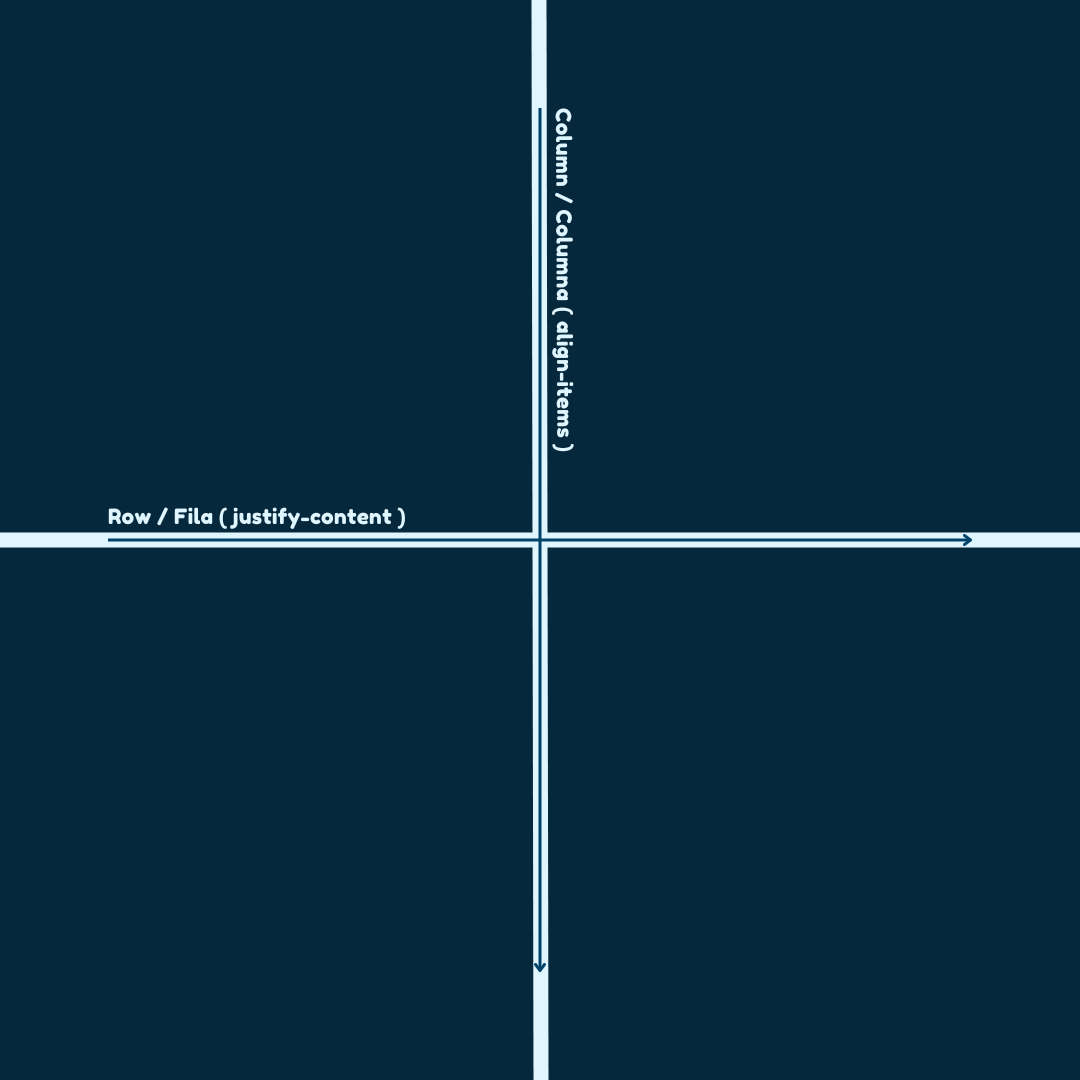 Column / Columna ( align-items )
Row / Fila ( justify-content )